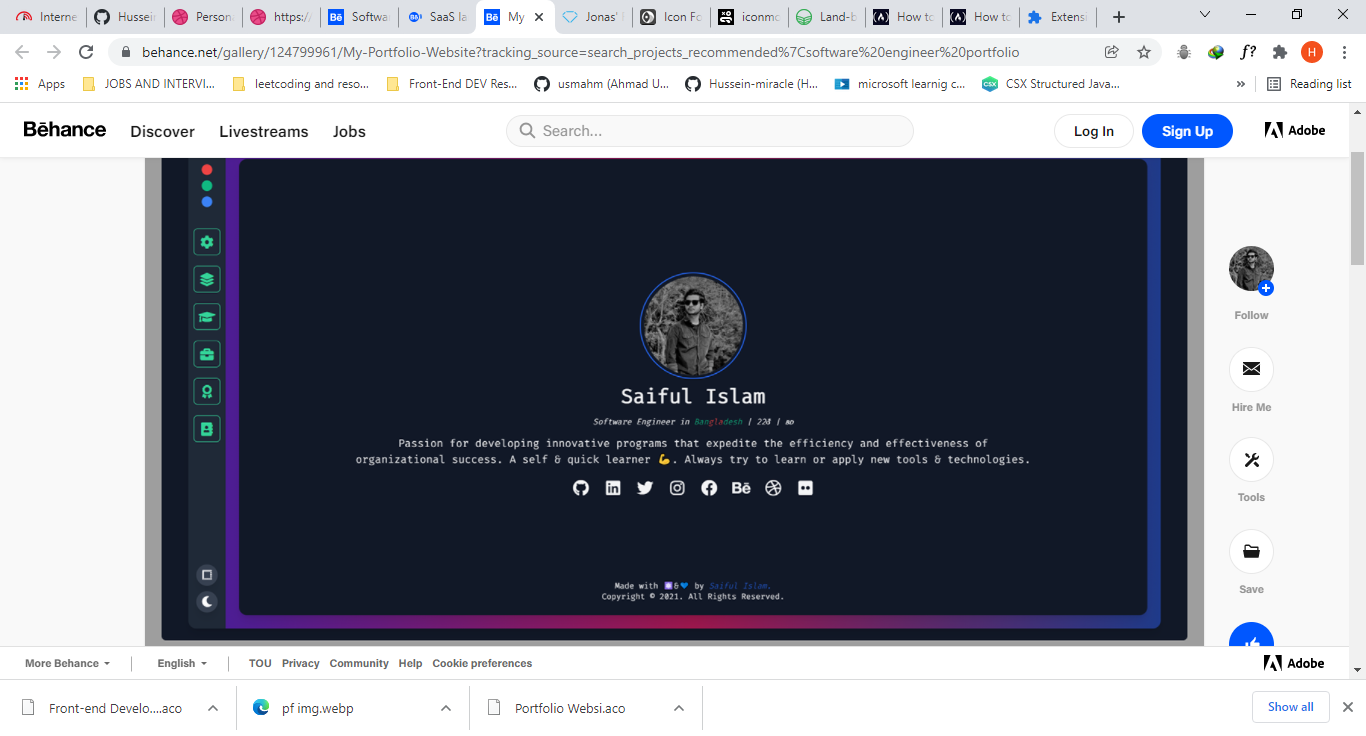 Interne
Hussein
Person
https:/
Softwa
SaaS la
My
Jonas'
Icon Fo
iconmo
Land-b
How to
How to
Extensi
behance.net/gallery/124799961/My-Portfolio-Website?tracking_source=search_projects_recommended%7Csoftware%20engineer%20portfolio
f?
H
Apps
JOBS AND INTERVI...
leetcoding and reso...
Front-End DEV Res...
usmahm (Ahmad U...
Hussein-miracle (H...
microsoft learnig c...
CSX Structured Java...
»
Reading list
Bēhance
Discover
Livestreams
Jobs
Search...
Log In
Sign Up
Adobe
Saiful Islam
Software Engineer in Bangladesh |
Passion for developing innovative programs that expedite the efficiency and effectiveness of
organizational success. A self & quick learner 💪. Always try to learn or apply new tools & technologies.
Bē
Made with & 💙 by Saiful Islam.
Copyright © 2021. All Rights Reserved.
Follow
Hire Me
Tools
Save
More Behance
English
TOU
Privacy
Community
Help
Cookie preferences
Adobe
Front-end Develo....aco
pf img.webp
Portfolio Websi.aco
Show all